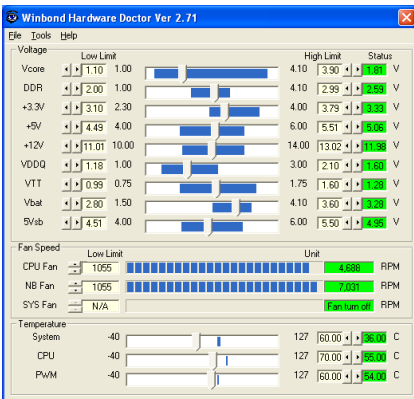 Winbond Hardware Doctor Ver 2.71
File Tools Help
Voltage
Low Limit High Limit Status
Vcore 1.10 1.00 4.10 3.90 1.81 V
DDR 2.00 1.00 4.10 2.99 2.59 V
+3.3V 3.10 2.30 4.00 3.79 3.33 V
+5V 4.49 4.00 6.00 5.51 5.06 V
+12V 11.01 10.00 14.00 13.02 11.98 V
VDDQ 1.18 1.00 3.00 2.10 1.60 V
VTT 0.99 0.75 1.75 1.60 1.28 V
Vbat 2.80 1.50 4.10 3.60 3.28 V
5Vsb 4.51 4.00 6.00 5.50 4.95 V
Fan Speed
Low Limit Unit
CPU Fan 1055 4,688 RPM
NB Fan 1055 7,031 RPM
SYS Fan N/A Fan turn off RPM
Temperature
System -40 127 60.00 36.00 C
CPU -40 127 70.00 55.00 C
PWM -40 127 60.00 54.00 C